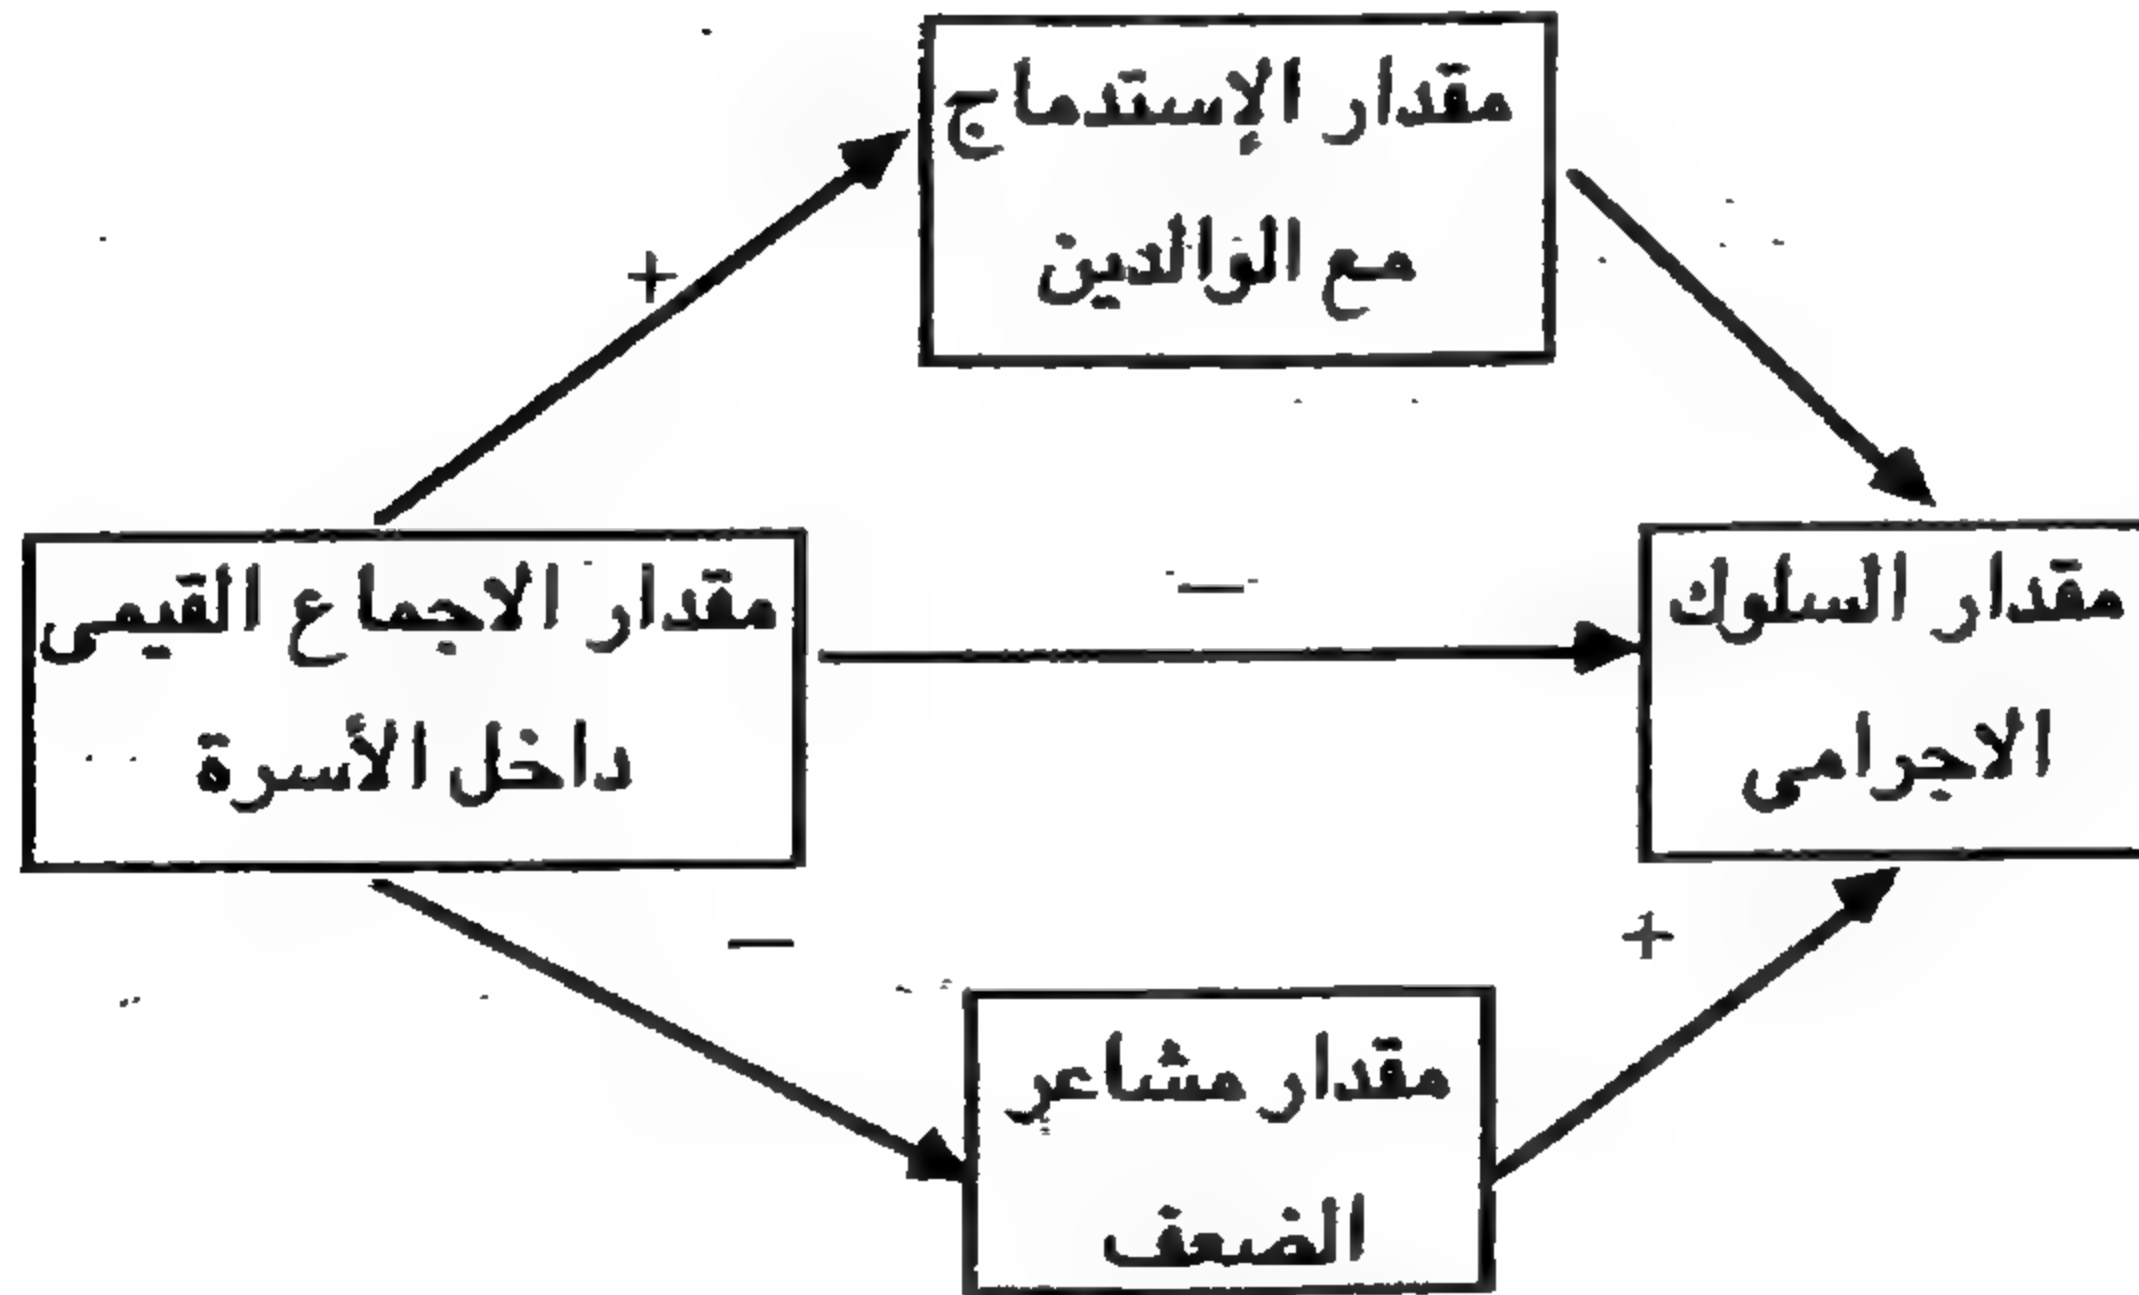 مقدار الإستدماج
مع الوالدين
+
مقدار الاجماع القيمى
داخل الأسرة
—
مقدار السلوك
الاجرامى
—
+
مقدار مشاعر
الضعف